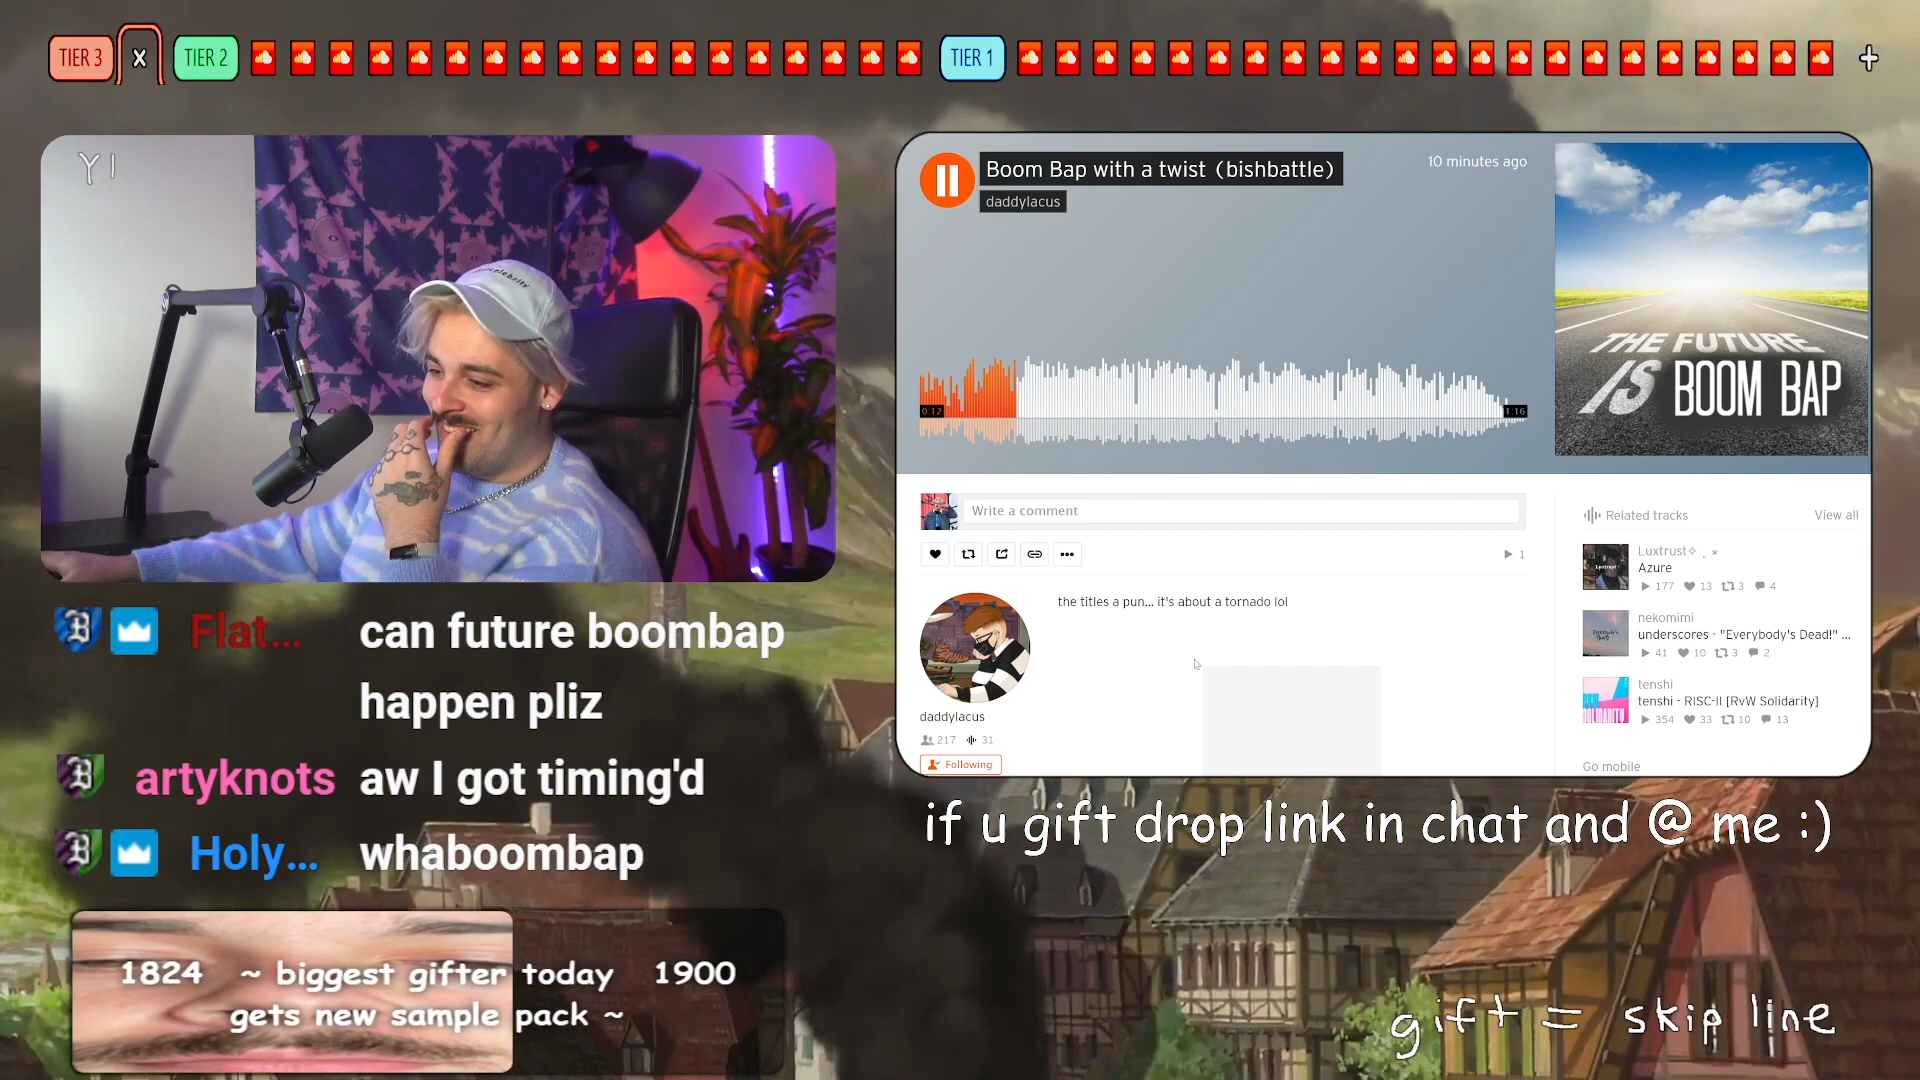 TIER 3
X
TIER 2
TIER 1
+
Boom Bap with a twist (bishbattle)
10 minutes ago
daddylacus
THE FUTURE
IS BOOM BAP
0:12
1:16
Write a comment
1
the titles a pun... it's about a tornado lol
daddylacus
217
31
Following
Related tracks
View all
Luxtrust
Azure
177 13 3 4
nekomimi
underscores - "Everybody's Dead!" ...
41 10 3 2
tenshi
tenshi - RISC-II [RvW Solidarity]
354 33 10 13
Go mobile
Flat... can future boombap
happen pliz
artyknots aw I got timing'd
Holy... whaboombap
if u gift drop link in chat and @ me :)
1824 ~ biggest gifter today 1900
gets new sample pack ~
gift = skip line